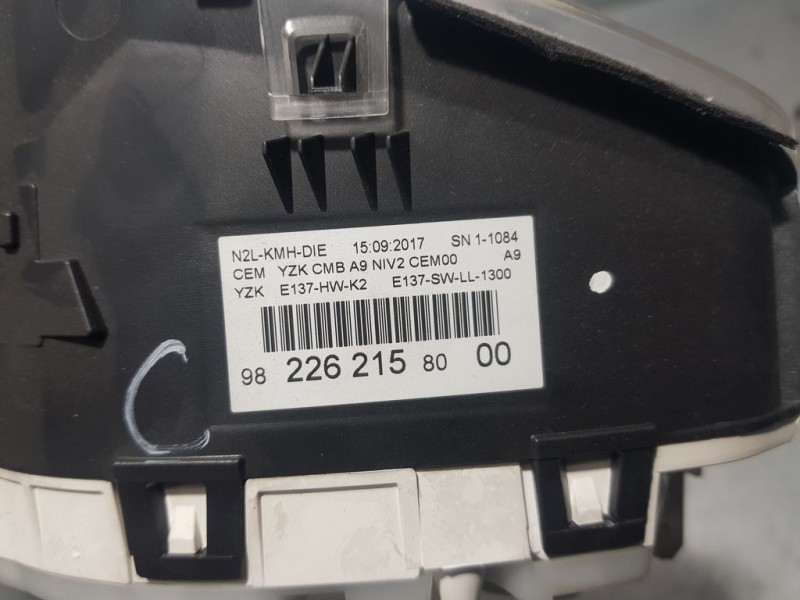 N2L-KMH-DIE 15:09:2017 SN 1-1084
CEM YZK CMB A9 NIV2 CEM00 A9
YZK E137-HW-K2 E137-SW-LL-1300
98 226 215 80 00
C